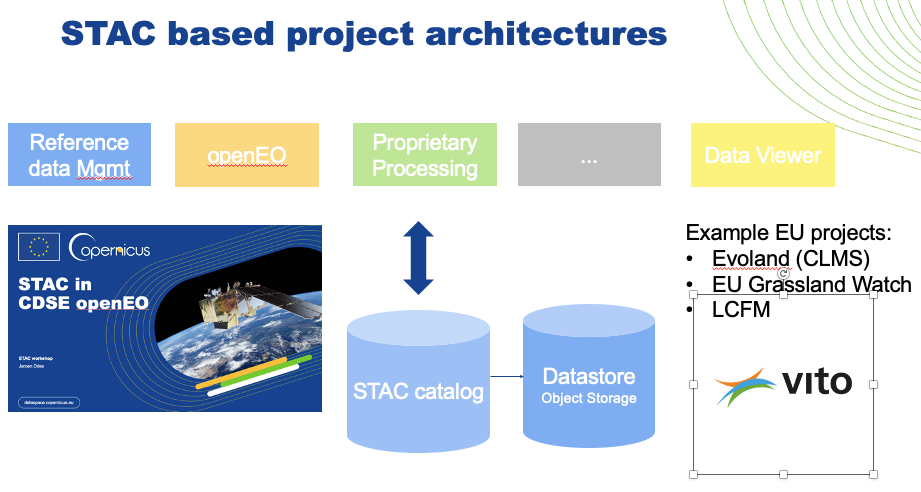 STAC based project architectures
Reference
data Mgmt
openEO
Proprietary
Processing
...
Data Viewer
opernicus
STAC in
CDSE openEO
STAC workshop
Jeroen Dries
dataspace.copernicus.eu
STAC catalog
Datastore
Object Storage
Example EU projects:
• Evoland (CLMS)
• EU Grassland Watch
• LCFM
vito